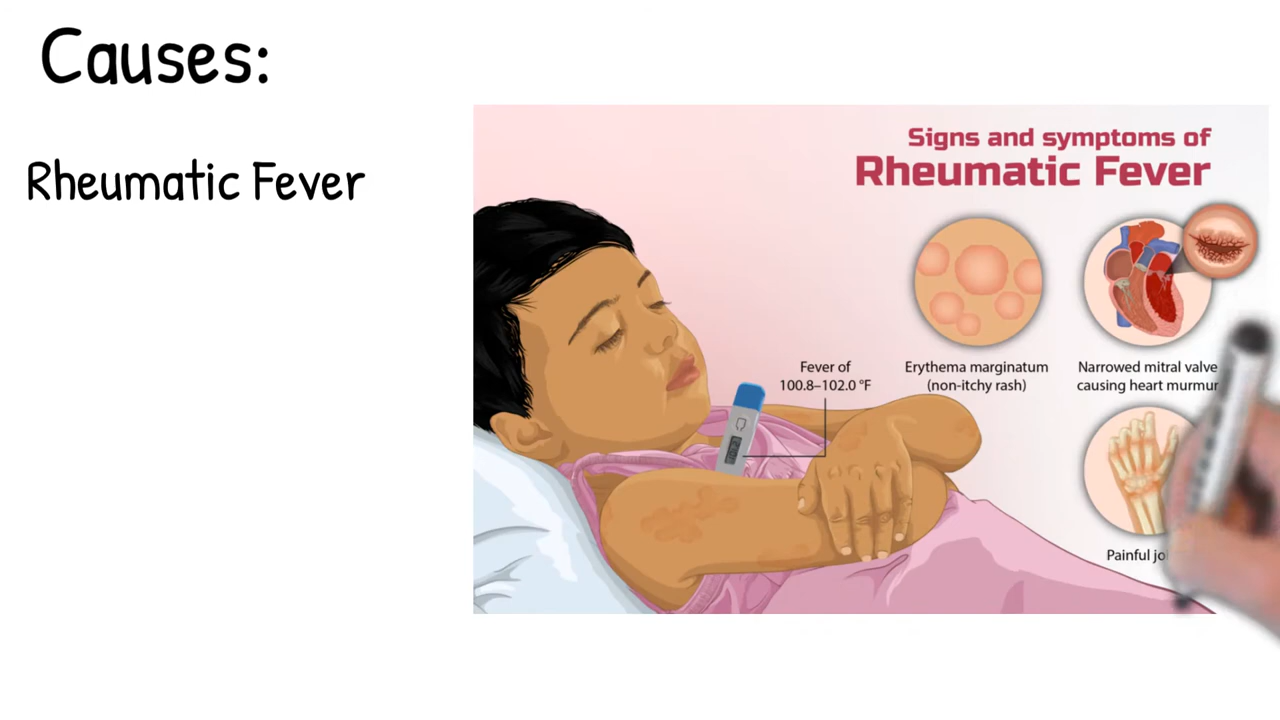 Causes:
Rheumatic Fever
Signs and symptoms of
Rheumatic Fever
Fever of
100.8–102.0 °F
Erythema marginatum
(non-itchy rash)
Narrowed mitral valve
causing heart murmur
Painful